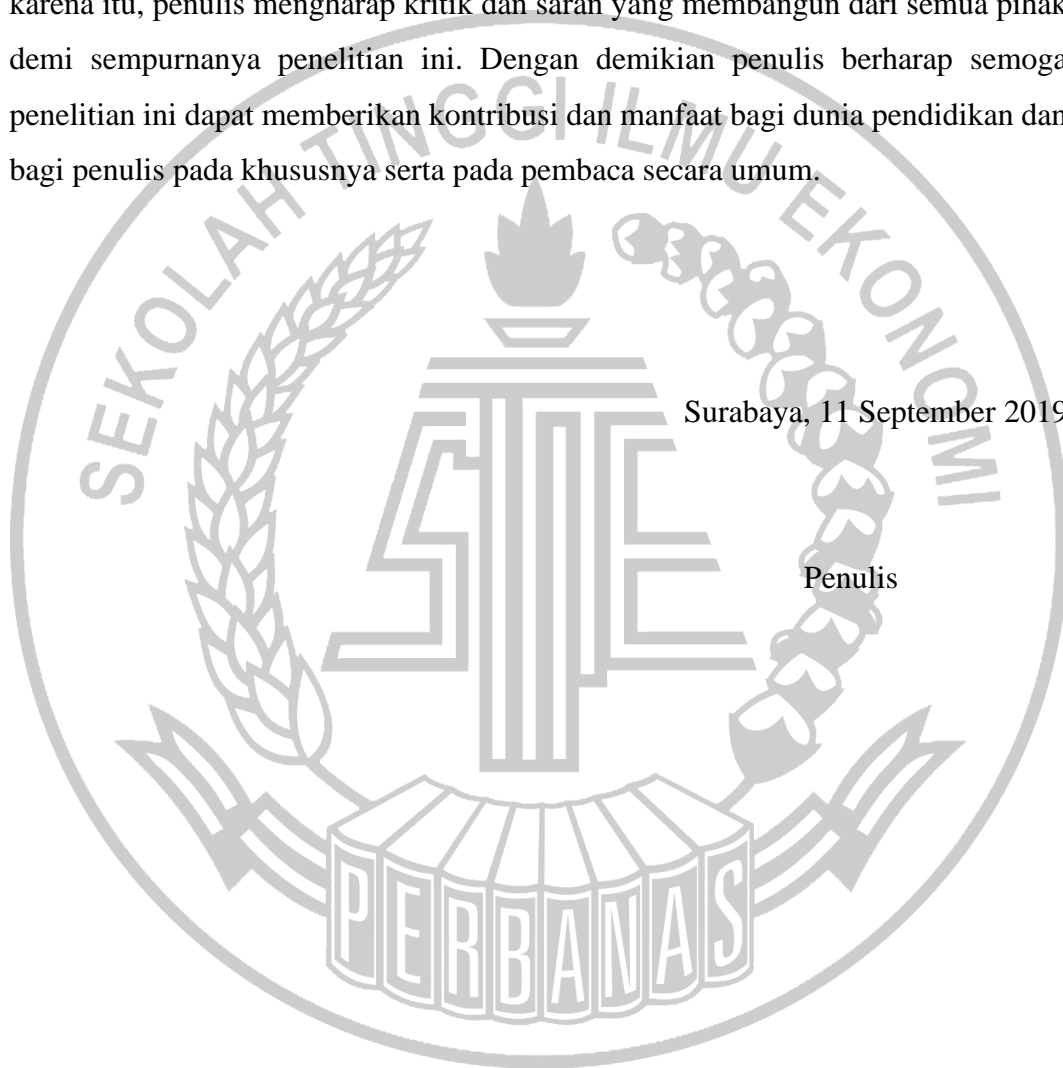 karena itu, penulis mengharap kritik dan saran yang membangun dari semua pihak
demi sempurnanya penelitian ini. Dengan demikian penulis berharap semoga
penelitian ini dapat memberikan kontribusi dan manfaat bagi dunia pendidikan dan
bagi penulis pada khususnya serta pada pembaca secara umum.
SEKOLAH TINGGI ILMU EKONOMI
Surabaya, 11 September 2019
Penulis
STIE
PERBANAS